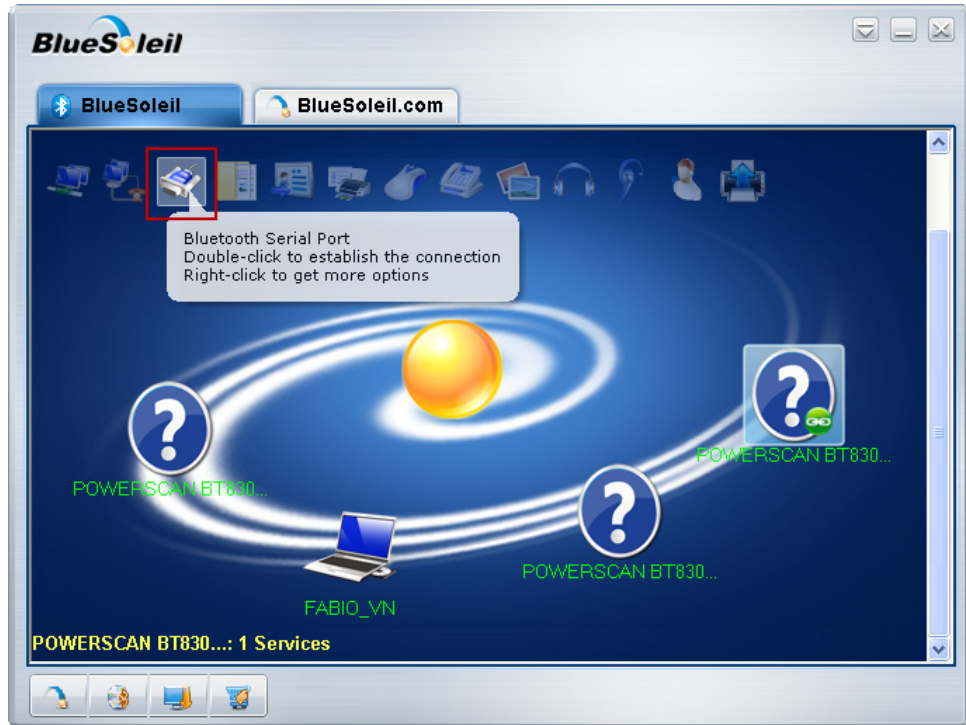 BlueSoleil
BlueSoleil
BlueSoleil.com
Bluetooth Serial Port
Double-click to establish the connection
Right-click to get more options
POWERSCAN BT830...
POWERSCAN BT830...
POWERSCAN BT830...
FABIO_VN
POWERSCAN BT830...: 1 Services